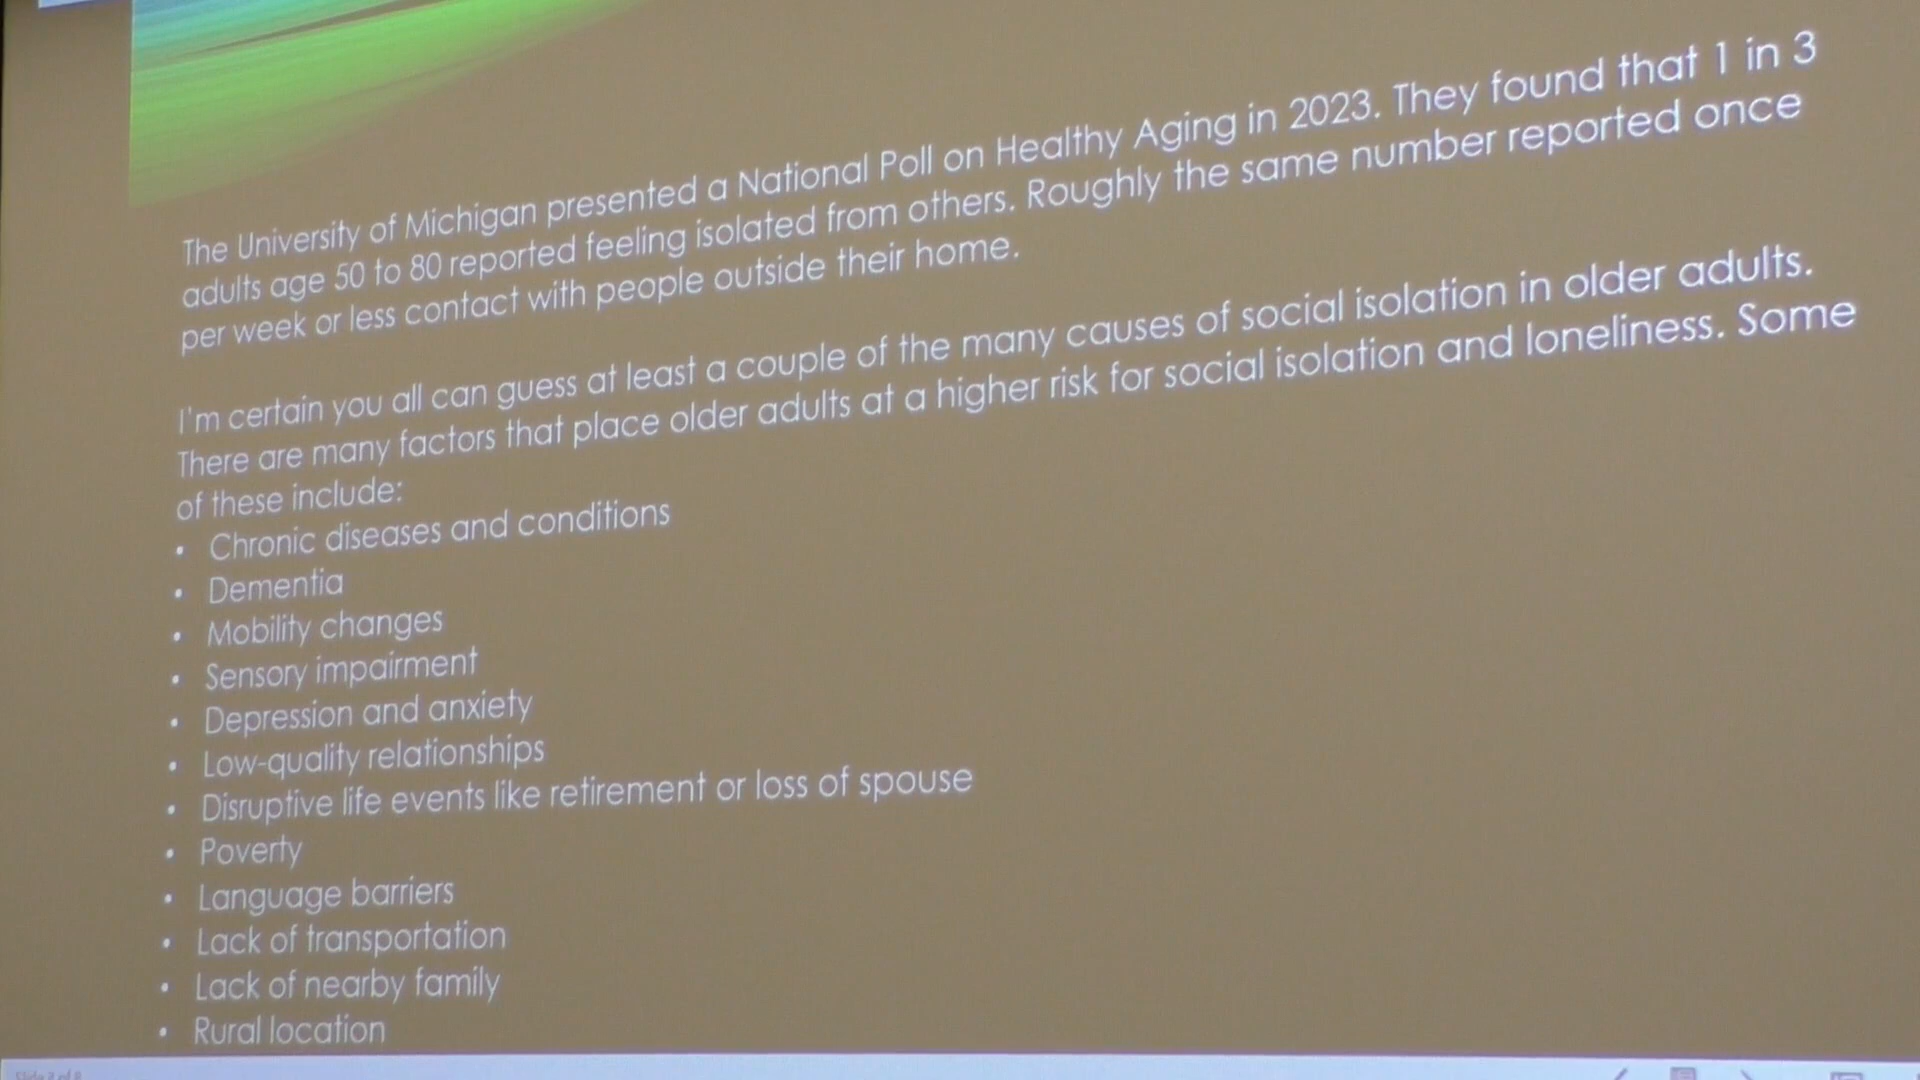 The University of Michigan presented a National Poll on Healthy Aging in 2023. They found that 1 in 3
adults age 50 to 80 reported feeling isolated from others. Roughly the same number reported once
per week or less contact with people outside their home.
I'm certain you all can guess at least a couple of the many causes of social isolation in older adults.
There are many factors that place older adults at a higher risk for social isolation and loneliness. Some
of these include:
• Chronic diseases and conditions
• Dementia
• Mobility changes
• Sensory impairment
• Depression and anxiety
• Low-quality relationships
• Disruptive life events like retirement or loss of spouse
• Poverty
• Language barriers
• Lack of transportation
• Lack of nearby family
• Rural location